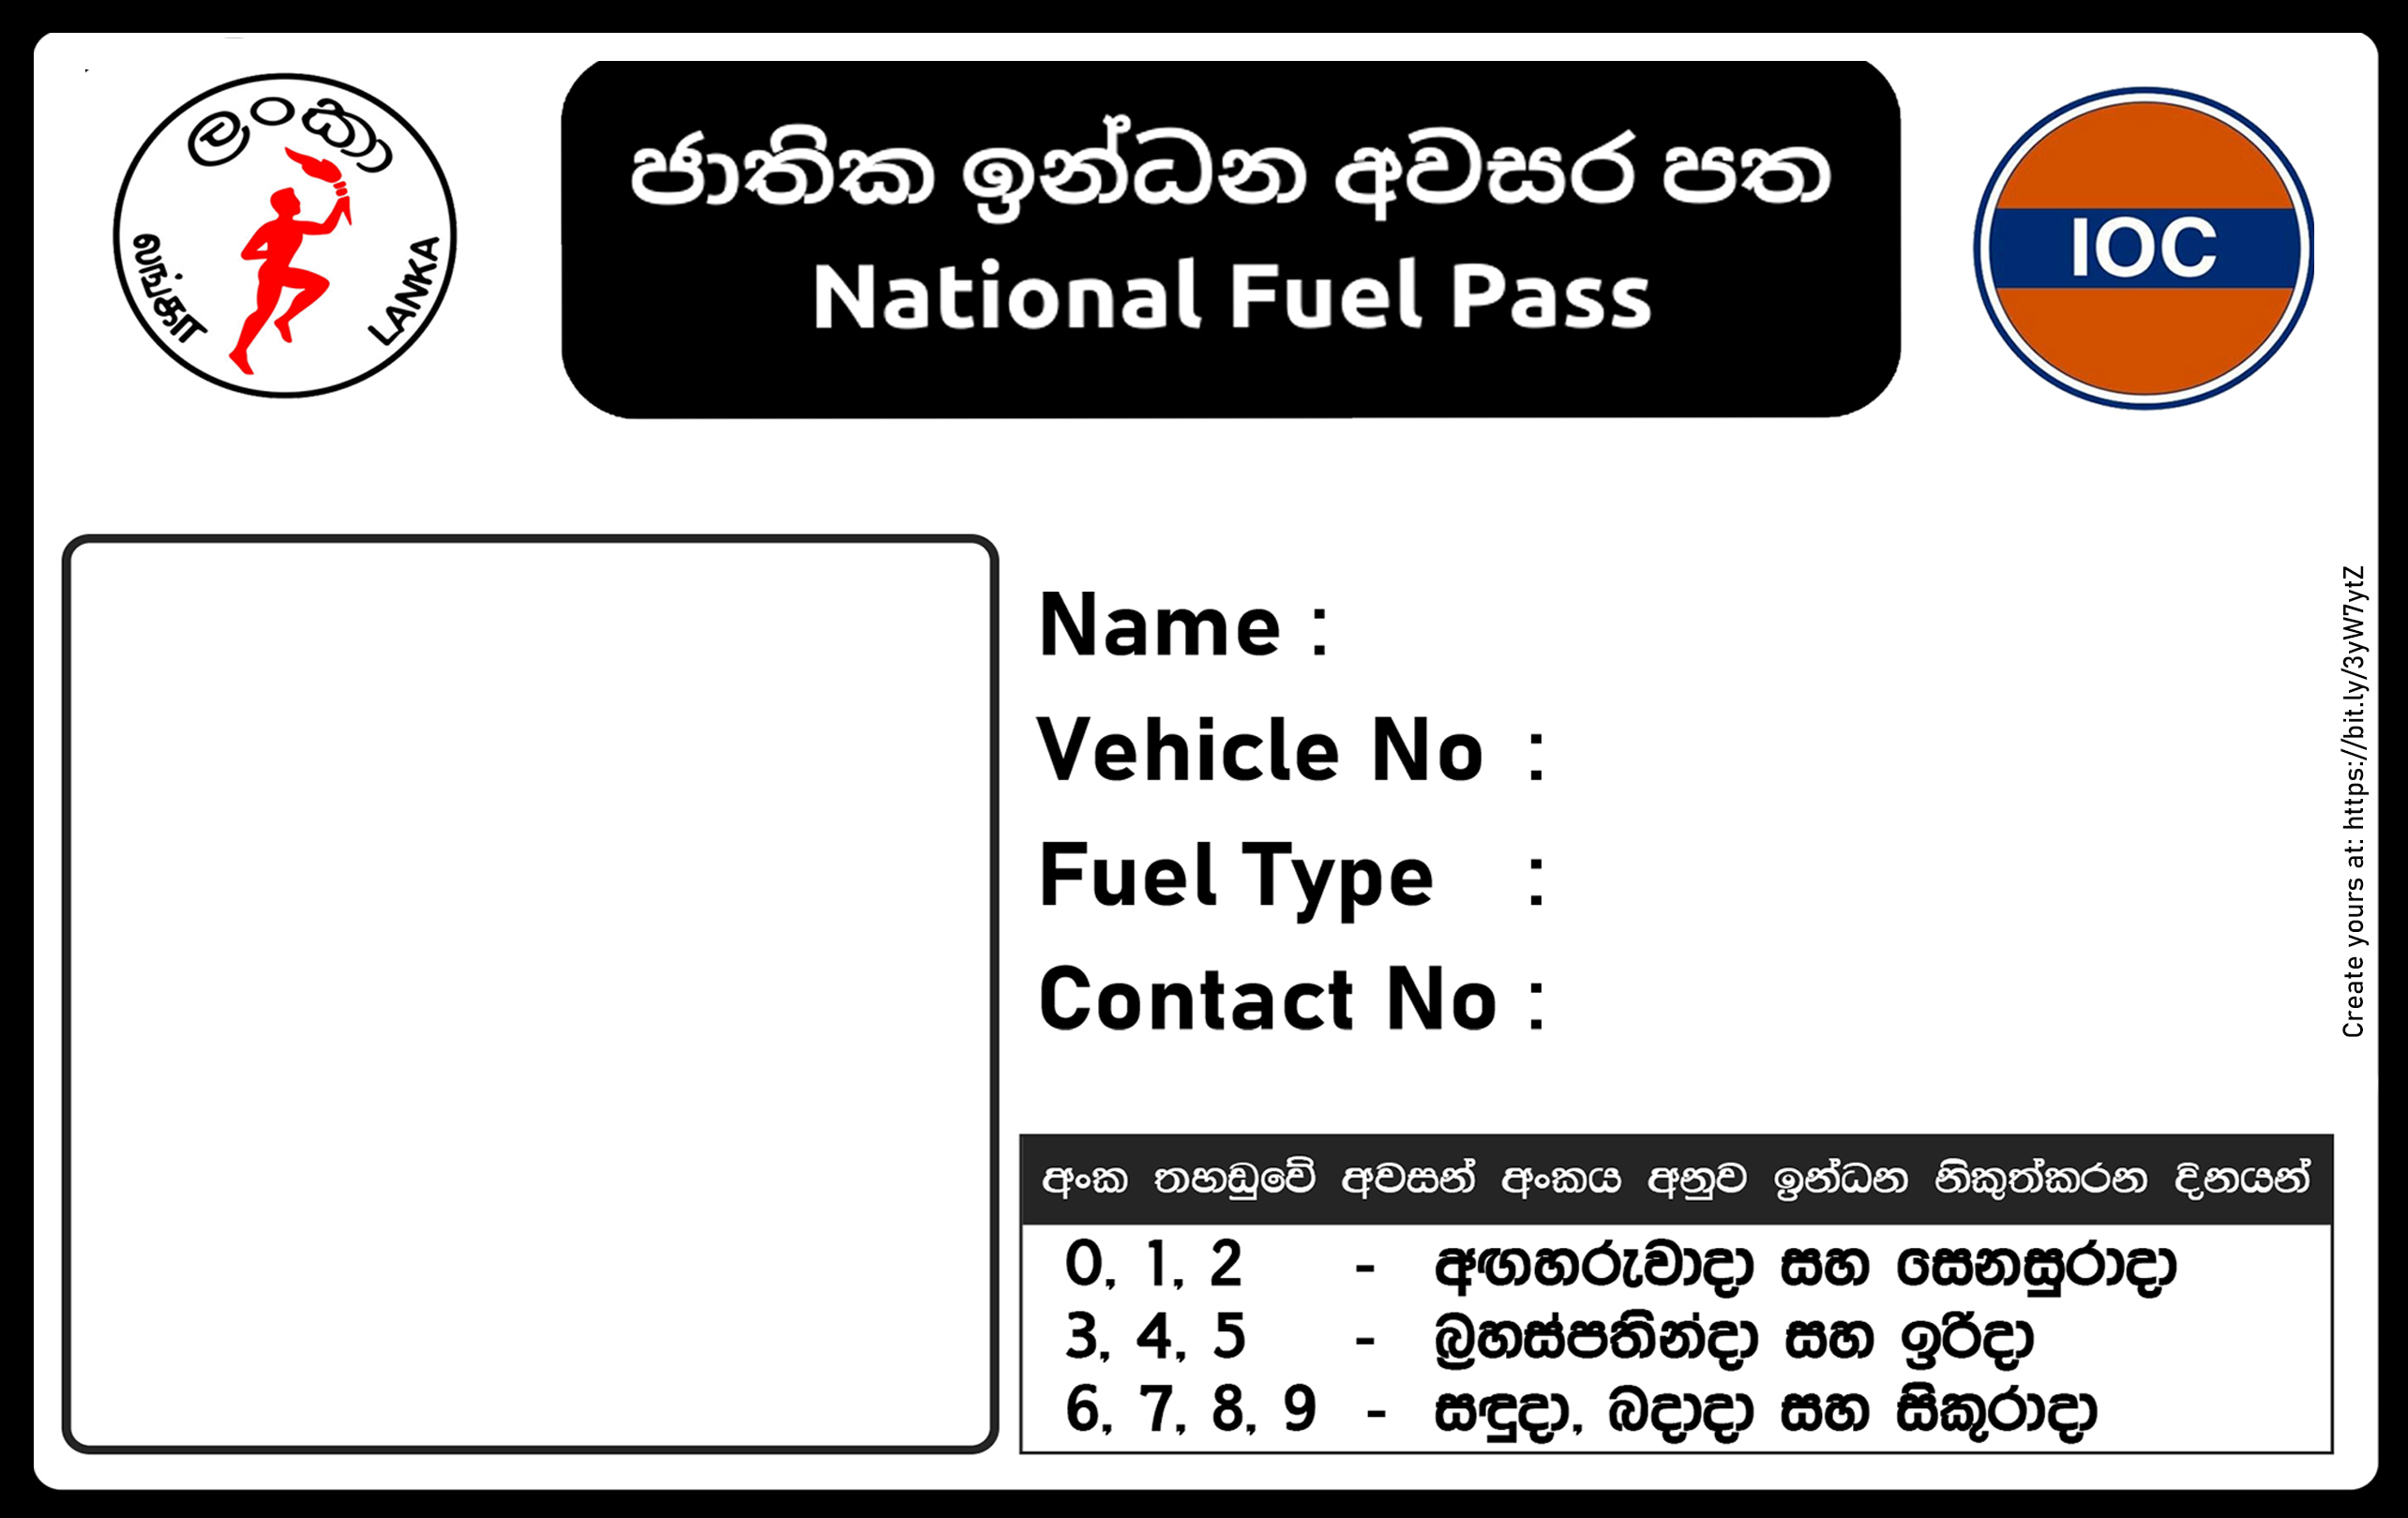 ලංකා
லங்கா
LANKA
ජාතික ඉන්ධන අවසර පත
National Fuel Pass
IOC
Name :
Vehicle No :
Fuel Type :
Contact No :
Create yours at: https://bit.ly/3yW7ytZ
අංක තහඩුවේ අවසන් අංකය අනුව ඉන්ධන නිකුත්කරන දිනයන්
0, 1, 2 - අඟහරුවාදා සහ සෙනසුරාදා
3, 4, 5 - බ්‍රහස්පතින්දා සහ ඉරිදා
6, 7, 8, 9 - සඳුදා, බදාදා සහ සිකුරාදා